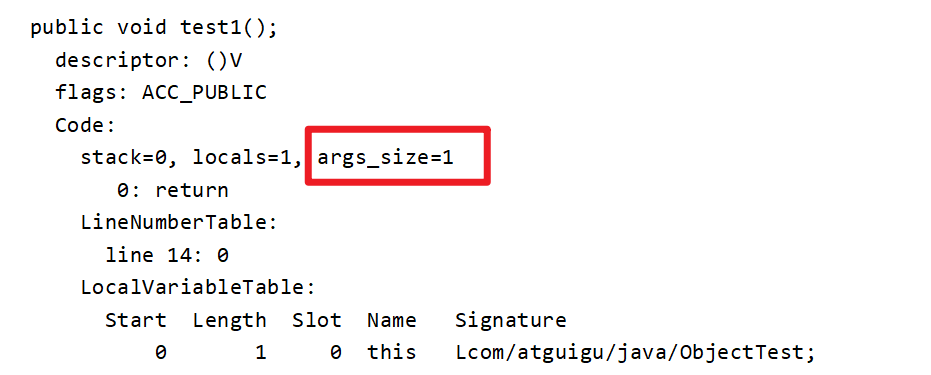 public void test1();
descriptor: ()V
flags: ACC_PUBLIC
Code:
stack=0, locals=1, args_size=1
0: return
LineNumberTable:
line 14: 0
LocalVariableTable:
Start Length Slot Name Signature
0 1 0 this Lcom/atguigu/java/ObjectTest;